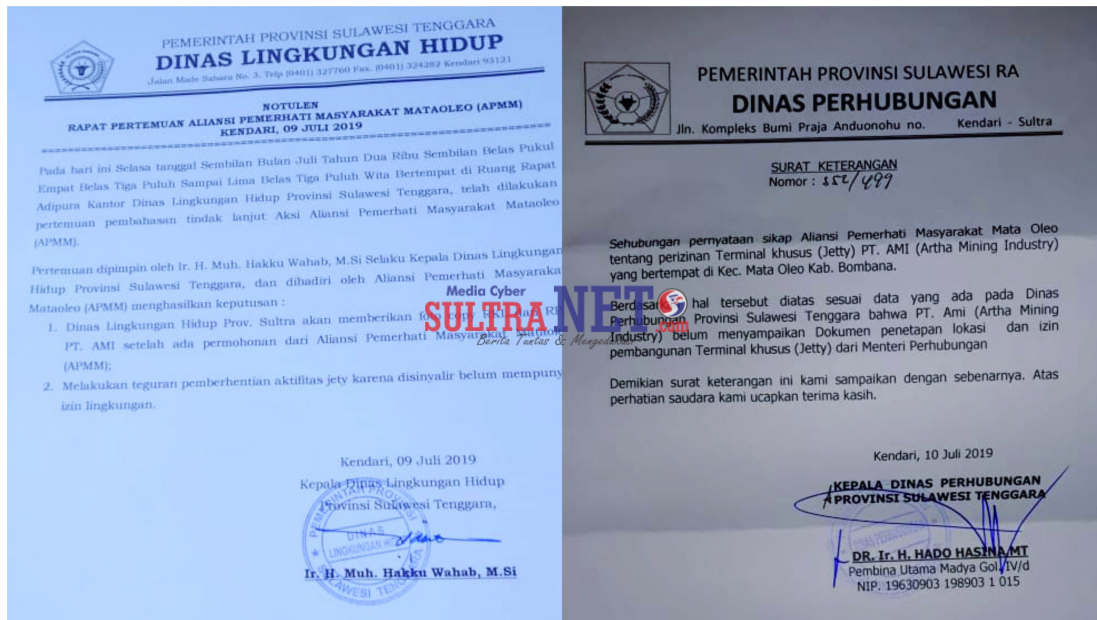 PEMERINTAH PROVINSI SULAWESI TENGGARA
DINAS LINGKUNGAN HIDUP
Jalan Made Sabara No. 3, Telp (0401) 327760 Fax. (0401) 324282 Kendari 93121
NOTULEN
RAPAT PERTEMUAN ALIANSI PEMERHATI MASYARAKAT MATAOLEO (APMM)
KENDARI, 09 JULI 2019
Pada hari ini Selasa tanggal Sembilan Bulan Juli Tahun Dua Ribu Sembilan Belas Pukul
Empat Belas Tiga Puluh Sampai Lima Belas Tiga Puluh Wita Bertempat di Ruang Rapat
Adipura Kantor Dinas Lingkungan Hidup Provinsi Sulawesi Tenggara, telah dilakukan
pertemuan pembahasan tindak lanjut Aksi Aliansi Pemerhati Masyarakat Mataoleo
(APMM).
Pertemuan dipimpin oleh Ir. H. Muh. Hakku Wahab, M.Si Selaku Kepala Dinas Lingkungan
Hidup Provinsi Sulawesi Tenggara, dan dihadiri oleh Aliansi Pemerhati Masyaraka
Mataoleo (APMM) menghasilkan keputusan :
1. Dinas Lingkungan Hidup Prov. Sultra akan memberikan foto copy
PT. AMI setelah ada permohonan dari Aliansi Pemerhati Masyarakat
(APMM);
2. Melakukan teguran pemberhentian aktifitas jety karena disinyalir belum mempuny
izin lingkungan.
Kendari, 09 Juli 2019
Kepala Dinas Lingkungan Hidup
Provinsi Sulawesi Tenggara,
PEMERINTAH PROVINSI
DINAS
LINGKUNGAN HIDUP
SULAWESI TENGGARA
Ir. H. Muh. Hakku Wahab, M.Si
Media Cyber
SULTRANET.com
Berita Tuntas & Mengedukasi
PEMERINTAH PROVINSI SULAWESI RA
DINAS PERHUBUNGAN
Jln. Kompleks Bumi Praja Anduonohu no. Kendari - Sultra
SURAT KETERANGAN
Nomor : 552/499
Sehubungan pernyataan sikap Aliansi Pemerhati Masyarakat Mata Oleo
tentang perizinan Terminal khusus (Jetty) PT. AMI (Artha Mining Industry)
yang bertempat di Kec. Mata Oleo Kab. Bombana.
Berdasarkan hal tersebut diatas sesuai data yang ada pada Dinas
Perhubungan Provinsi Sulawesi Tenggara bahwa PT. Ami (Artha Mining
Industry) belum menyampaikan Dokumen penetapan lokasi dan izin
pembangunan Terminal khusus (Jetty) dari Menteri Perhubungan
Demikian surat keterangan ini kami sampaikan dengan sebenarnya. Atas
perhatian saudara kami ucapkan terima kasih.
Kendari, 10 Juli 2019
KEPALA DINAS PERHUBUNGAN
PROVINSI SULAWESI TENGGARA
DR. Ir. H. HADO HASINA,MT
Pembina Utama Madya Gol. IV/d
NIP. 19630903 198903 1 015